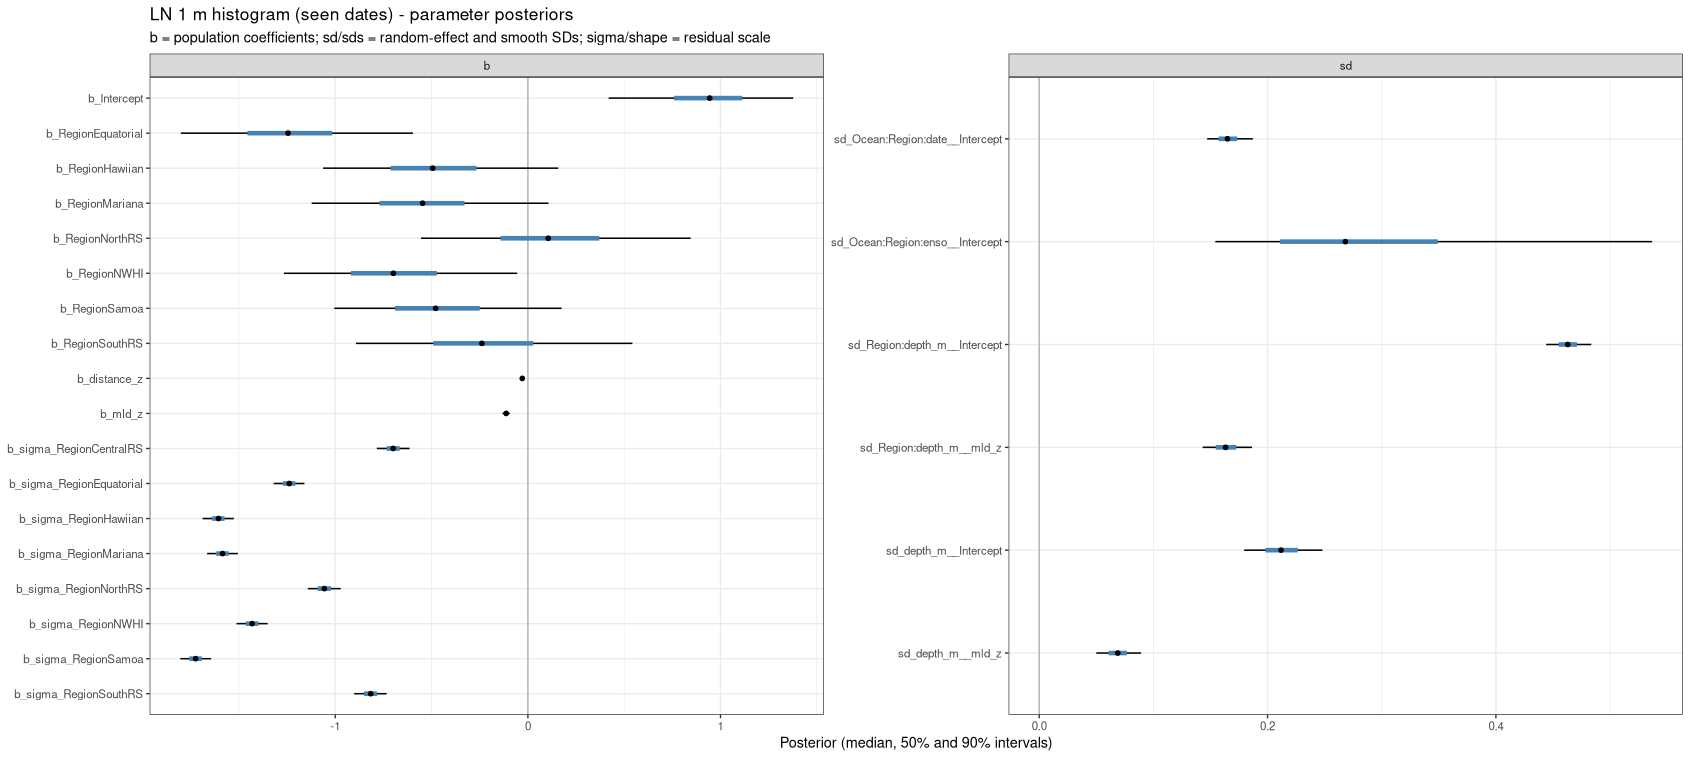 LN 1 m histogram (seen dates) - parameter posteriors
b = population coefficients; sd/sds = random-effect and smooth SDs; sigma/shape = residual scale
b
b_Intercept
b_RegionEquatorial
b_RegionHawiian
b_RegionMariana
b_RegionNorthRS
b_RegionNWHI
b_RegionSamoa
b_RegionSouthRS
b_distance_z
b_mld_z
b_sigma_RegionCentralRS
b_sigma_RegionEquatorial
b_sigma_RegionHawiian
b_sigma_RegionMariana
b_sigma_RegionNorthRS
b_sigma_RegionNWHI
b_sigma_RegionSamoa
b_sigma_RegionSouthRS
-1 0 1
sd
sd_Ocean:Region:date__Intercept
sd_Ocean:Region:enso__Intercept
sd_Region:depth_m__Intercept
sd_Region:depth_m__mld_z
sd_depth_m__Intercept
sd_depth_m__mld_z
0.0 0.2 0.4
Posterior (median, 50% and 90% intervals)